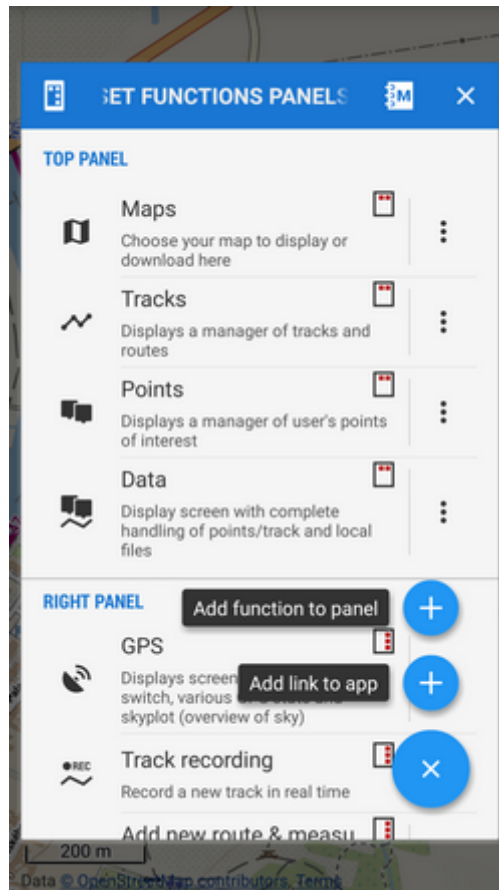 SET FUNCTIONS PANELS
M
TOP PANEL
Maps
Choose your map to display or
download here
Tracks
Displays a manager of tracks and
routes
Points
Displays a manager of user's points
of interest
Data
Display screen with complete
handling of points/track and local
files
RIGHT PANEL
Add function to panel
GPS
Displays screen
Add link to app
switch, various
skyplot (overview of sky)
REC
Track recording
Record a new track in real time
Add new route & measu
200 m
Data © OpenStreetMap contributors, Terms